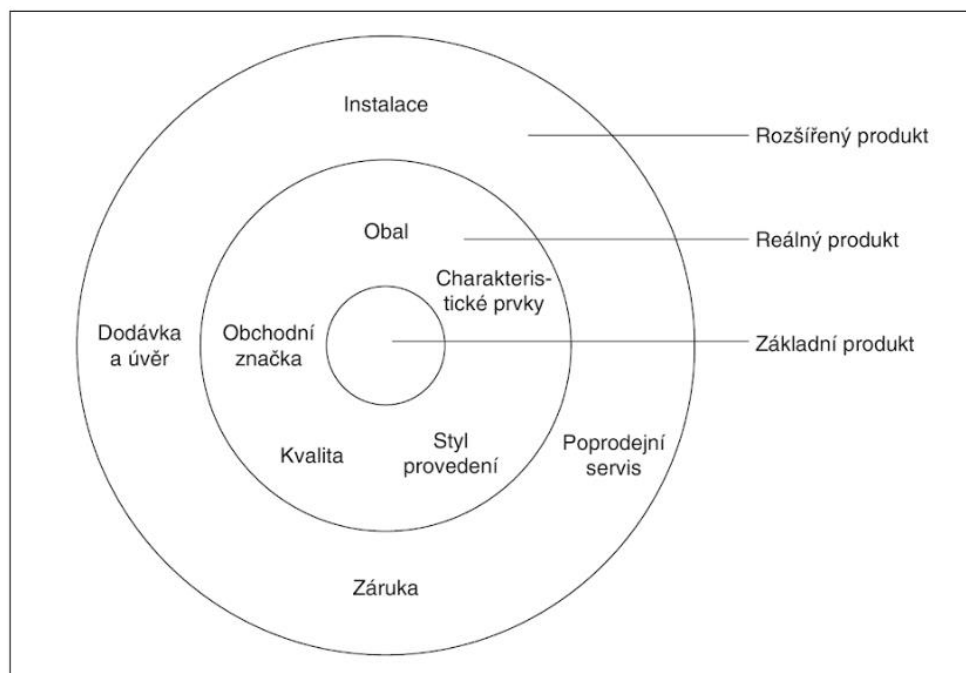 Instalace
Rozšířený produkt
Obal
Reálný produkt
Charakteris-
tické prvky
Dodávka
a úvěr
Obchodní
značka
Základní produkt
Kvalita
Styl
provedení
Poprodejní
servis
Záruka